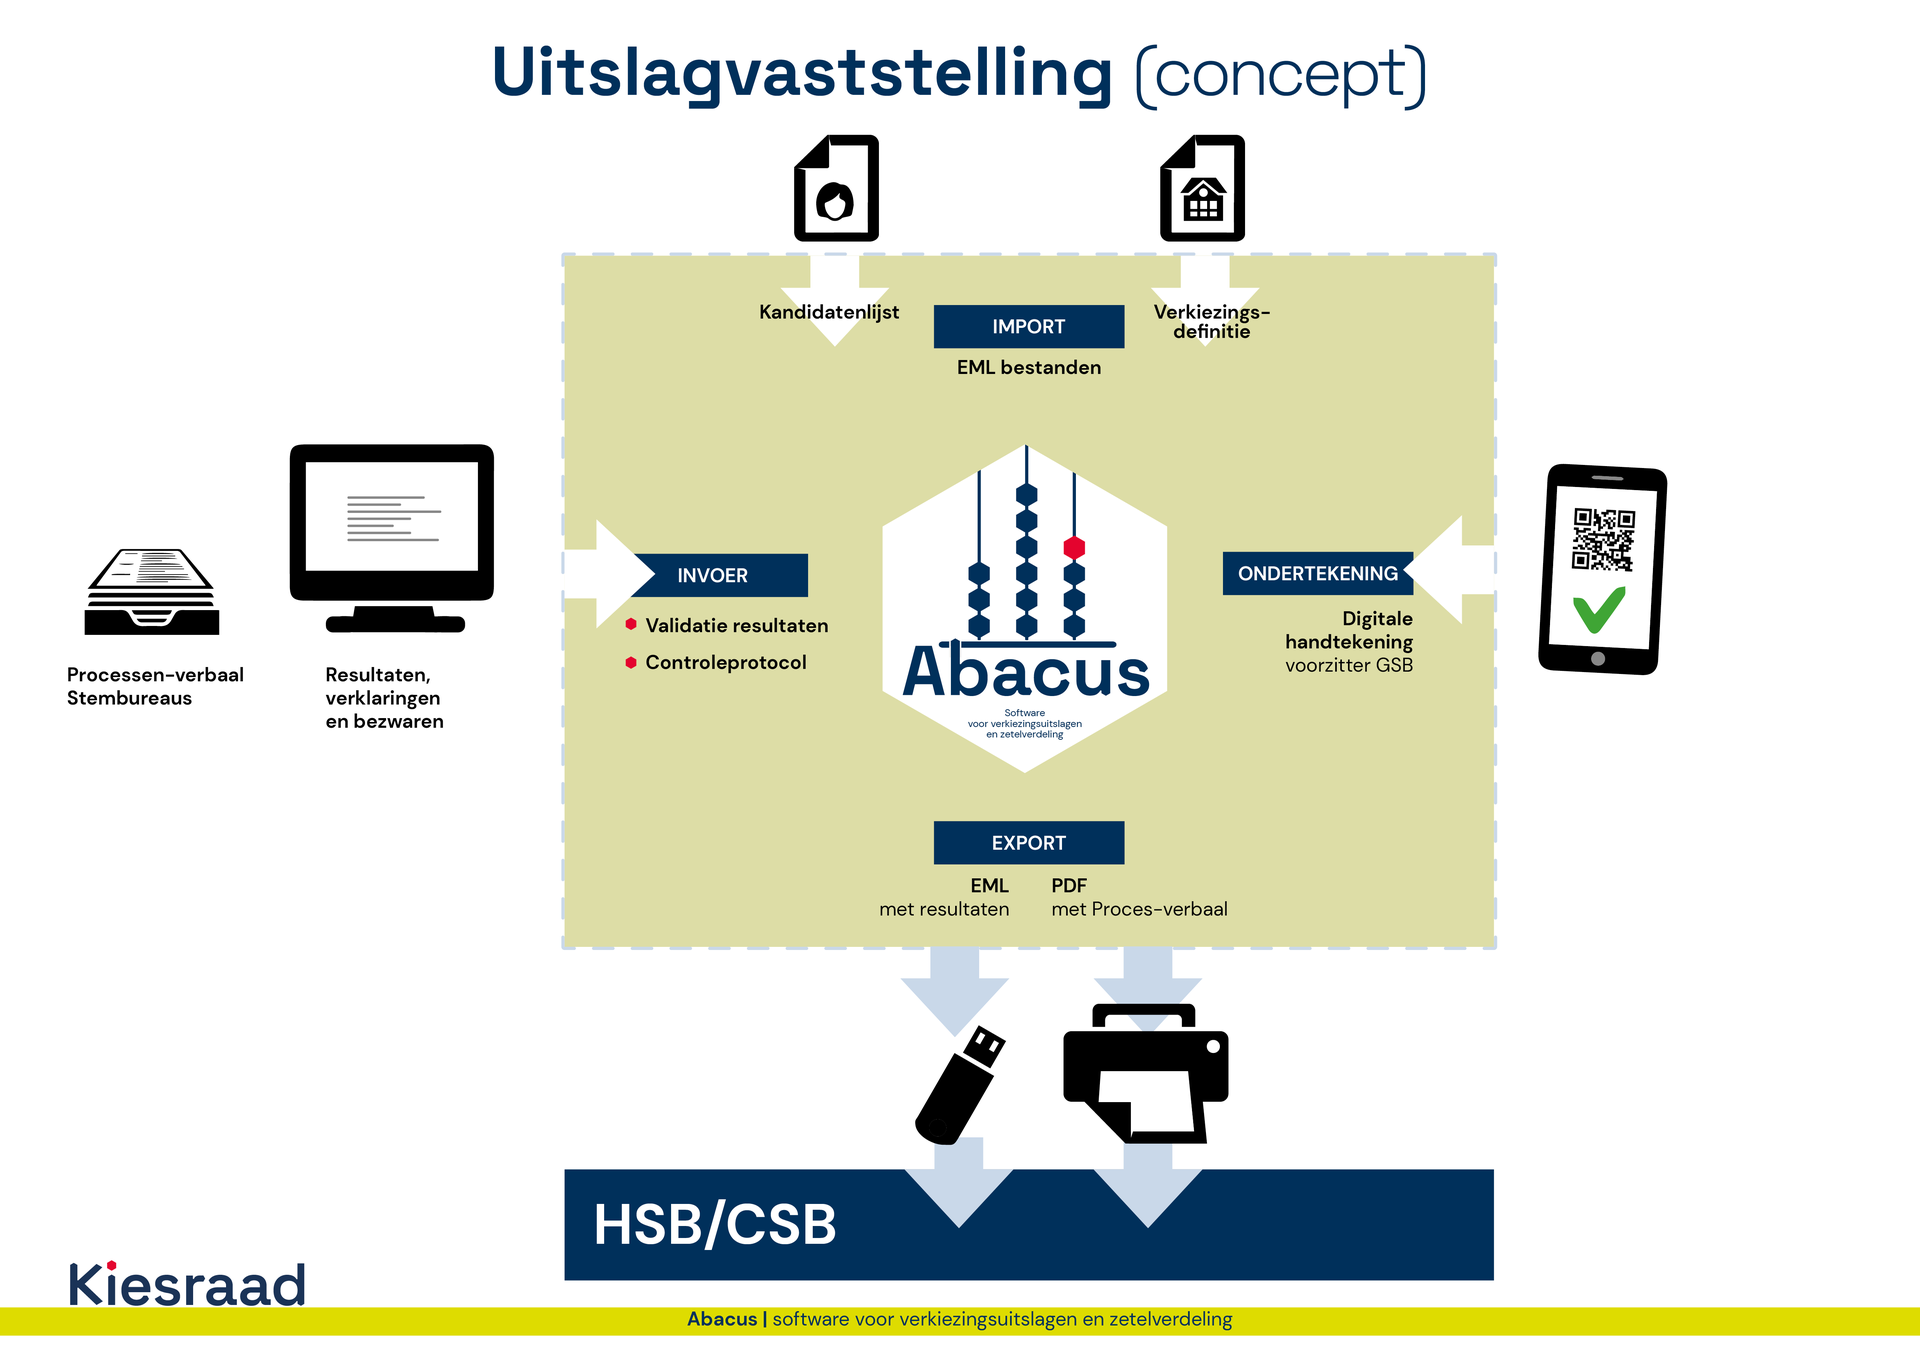 Uitslagvaststelling (concept)
Kandidatenlijst
IMPORT
EML bestanden
Verkiezings-
definitie
Processen-verbaal
Stembureaus
Resultaten,
verklaringen
en bezwaren
INVOER
Validatie resultaten
Controleprotocol
Abacus
Software
voor verkiezingsuitslagen
en zetelverdeling
ONDERTEKENING
Digitale
handtekening
voorzitter GSB
EXPORT
EML
met resultaten
PDF
met Proces-verbaal
HSB/CSB
Kiesraad
Abacus | software voor verkiezingsuitslagen en zetelverdeling